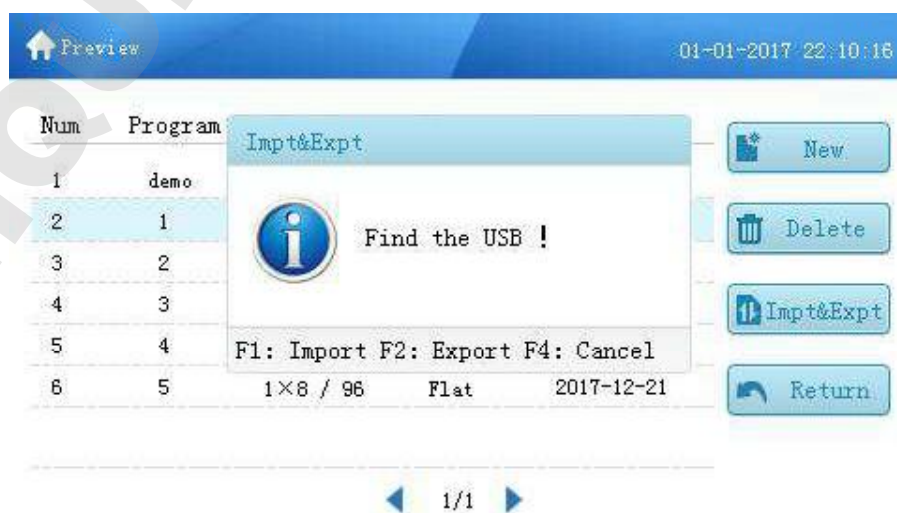 Preview
01-01-2017 22:10:16
Num Program
Impt&Expt
New
1 demo
Find the USB !
2 1
Delete
3 2
4 3
Impt&Expt
5 4
F1: Import F2: Export F4: Cancel
6 5 1×8 / 96 Flat 2017-12-21
Return
1/1